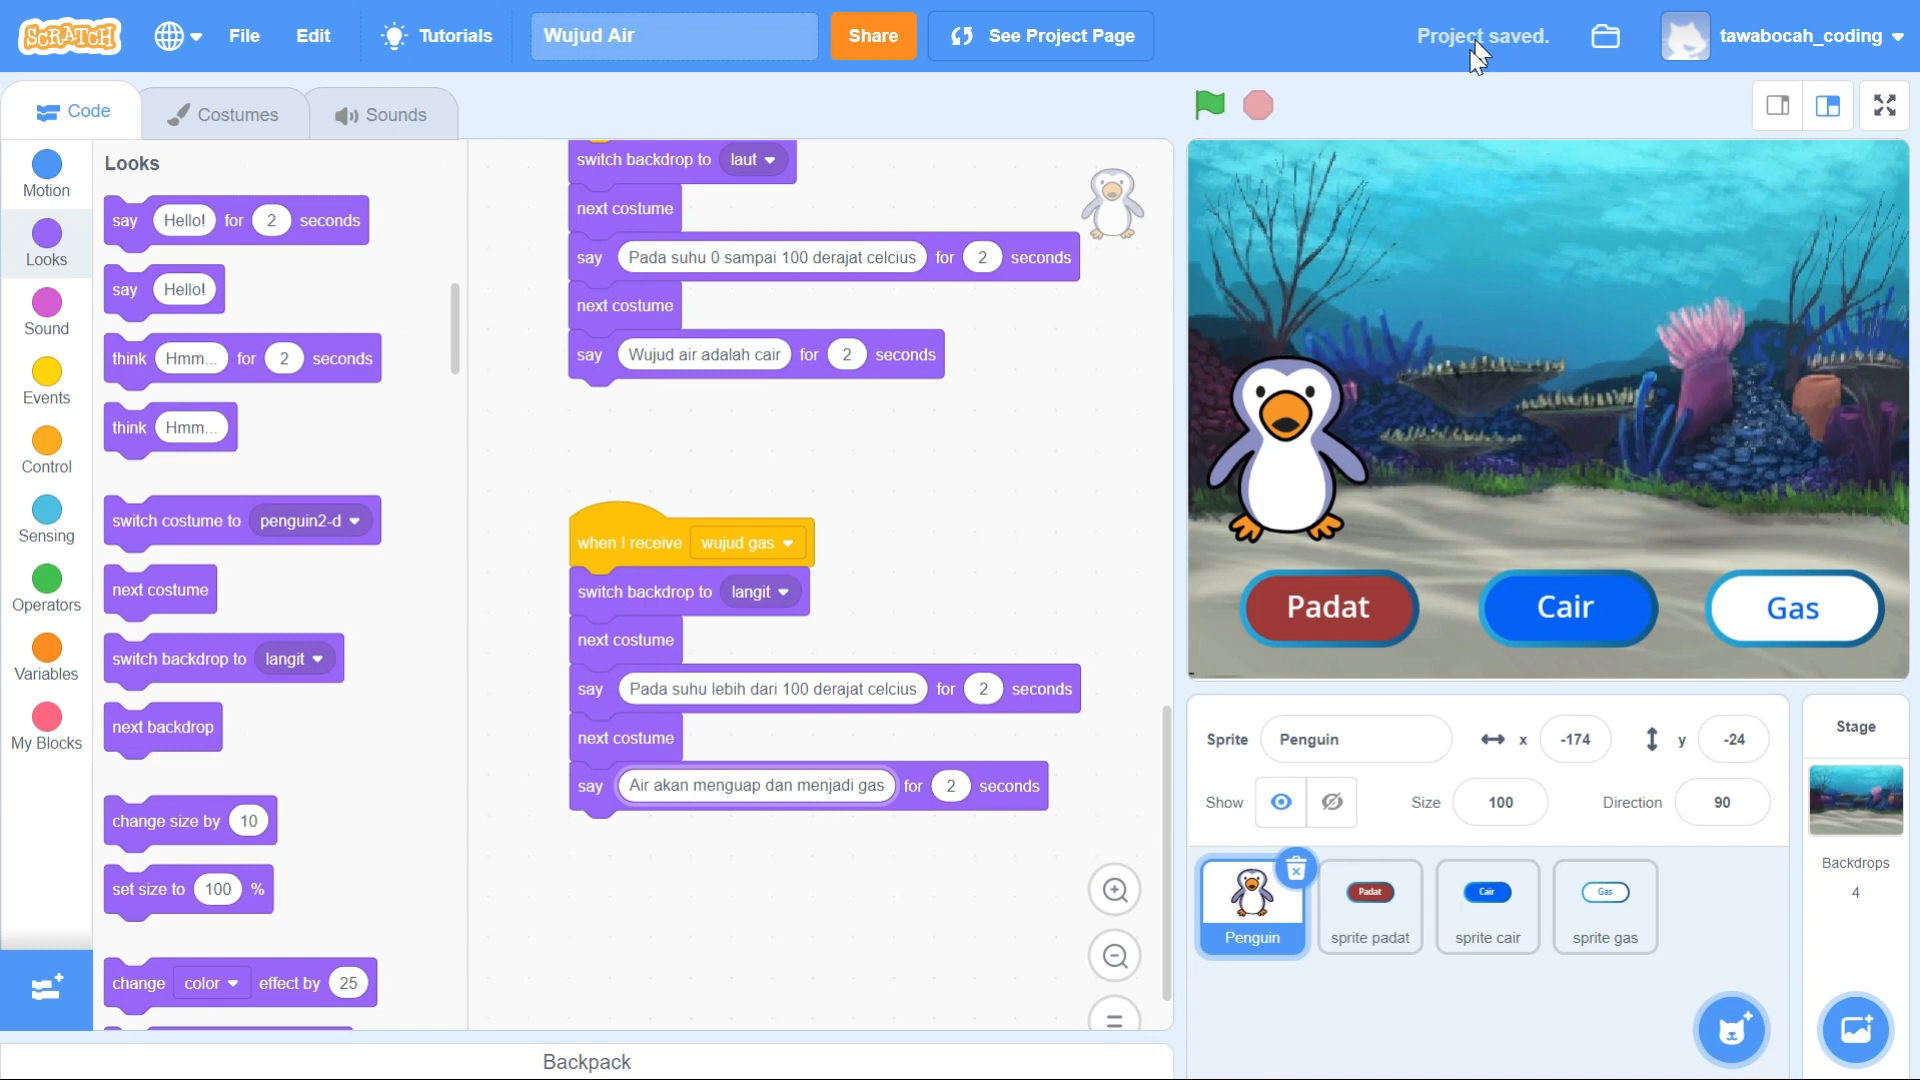 SCRATCH File Edit Tutorials Wujud Air Share See Project Page Project saved. tawabocah_coding
Code Costumes Sounds
Motion
Looks
Sound
Events
Control
Sensing
Operators
Variables
My Blocks
Looks
say Hello! for 2 seconds
say Hello!
think Hmm... for 2 seconds
think Hmm...
switch costume to penguin2-d
next costume
switch backdrop to langit
next backdrop
change size by 10
set size to 100 %
change color effect by 25
switch backdrop to laut
next costume
say Pada suhu 0 sampai 100 derajat celcius for 2 seconds
next costume
say Wujud air adalah cair for 2 seconds
when I receive wujud gas
switch backdrop to langit
next costume
say Pada suhu lebih dari 100 derajat celcius for 2 seconds
next costume
say Air akan menguap dan menjadi gas for 2 seconds
Backpack
Padat Cair Gas
Sprite Penguin x -174 y -24
Show Size 100 Direction 90
Padat Cair Gas
Penguin sprite padat sprite cair sprite gas
Stage
Backdrops
4